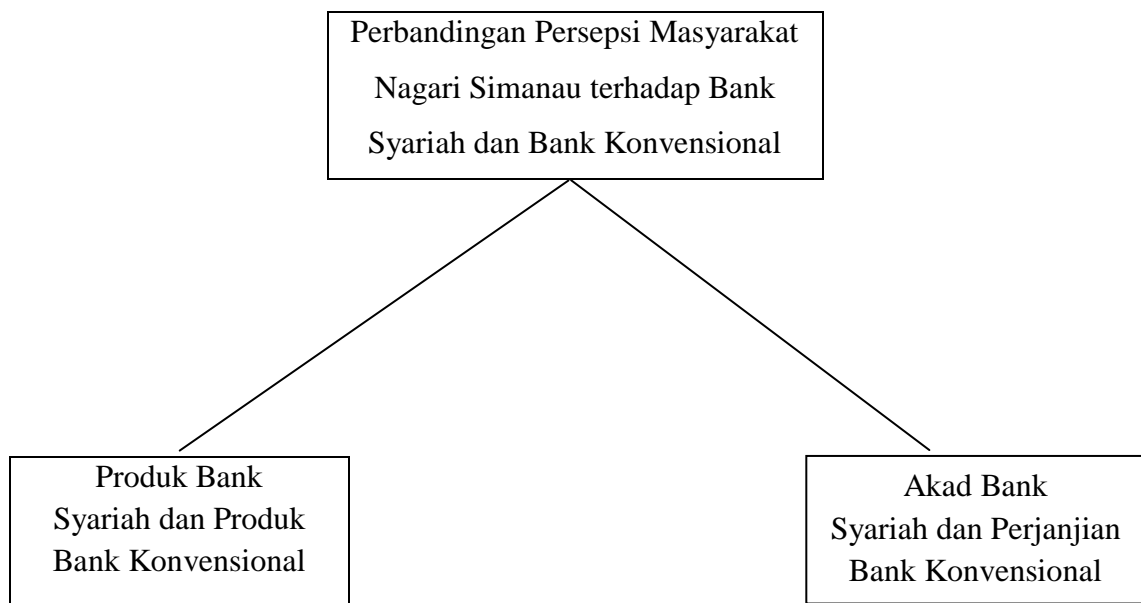 Perbandingan Persepsi Masyarakat
Nagari Simanau terhadap Bank
Syariah dan Bank Konvensional
Produk Bank
Syariah dan Produk
Bank Konvensional
Akad Bank
Syariah dan Perjanjian
Bank Konvensional